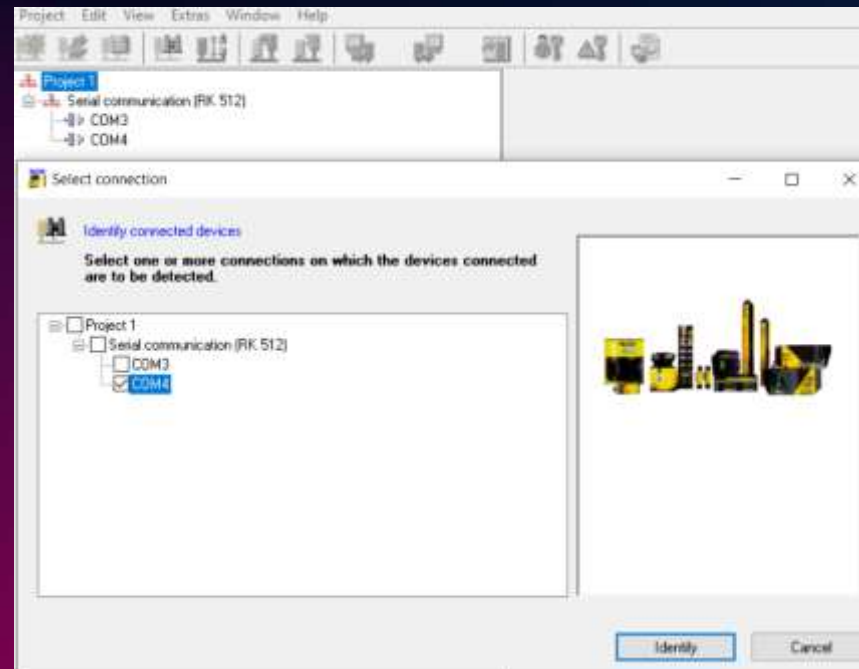 Project Edit View Extras Window Help
Project 1
Serial communication (RK 512)
COM3
COM4
Select connection
Identify connected devices
Select one or more connections on which the devices connected
are to be detected.
Project 1
Serial communication (RK 512)
COM3
COM4
Identify Cancel